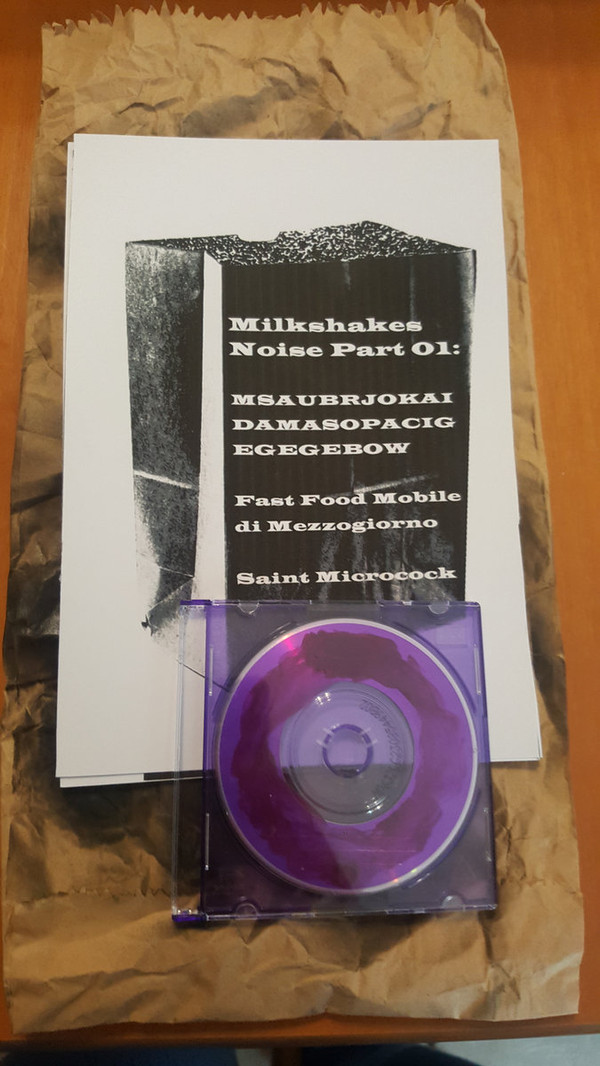 Milkshakes
Noise Part 01:
MSAUBRJOKAI
DAMASOPACIG
EGEGEBOW
Fast Food Mobile
di Mezzogiorno
Saint Microcock